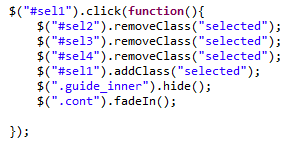 $("#sel1").click(function(){
    $("#sel2").removeClass("selected");
    $("#sel3").removeClass("selected");
    $("#sel4").removeClass("selected");
    $("#sel1").addClass("selected");
    $(".guide_inner").hide();
    $(".cont").fadeIn();

});